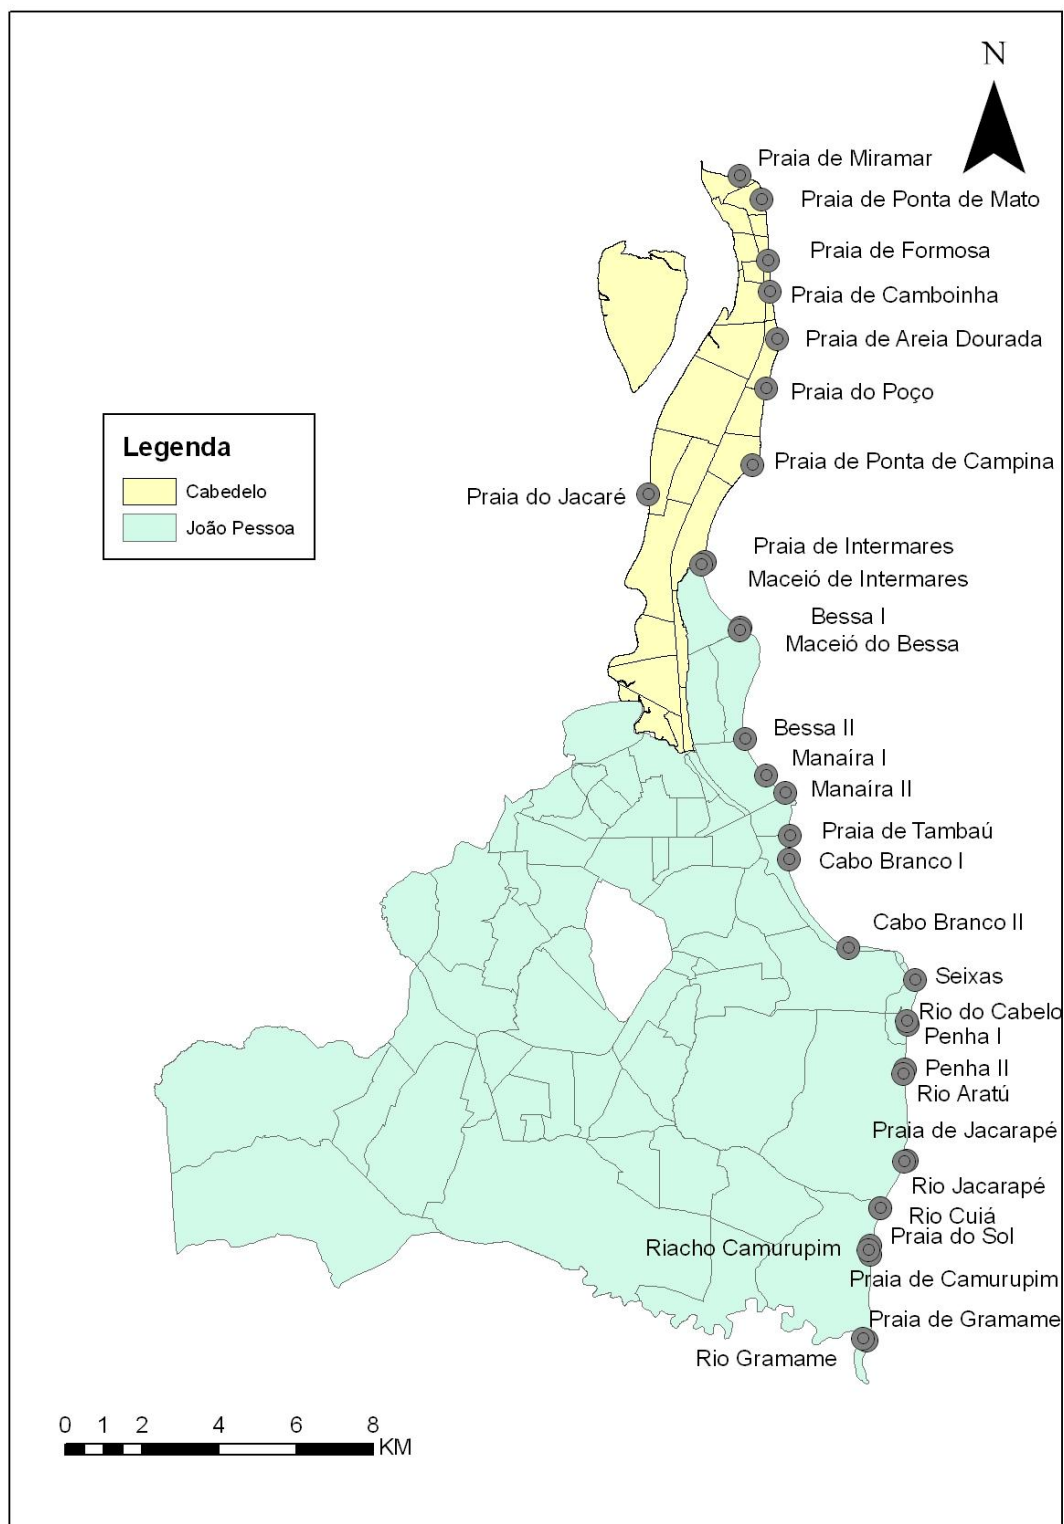 N
Praia de Miramar
Praia de Ponta de Mato
Praia de Formosa
Praia de Camboinha
Praia de Areia Dourada
Praia do Poço
Legenda
Cabedelo
João Pessoa
Praia de Ponta de Campina
Praia do Jacaré
Praia de Intermares
Maceió de Intermares
Bessa I
Maceió do Bessa
Bessa II
Manaíra I
Manaíra II
Praia de Tambaú
Cabo Branco I
Cabo Branco II
Seixas
Rio do Cabelo
Penha I
Penha II
Rio Aratú
Praia de Jacarapé
Rio Jacarapé
Rio Cuiá
Praia do Sol
Riacho Camurupim
Praia de Camurupim
Praia de Gramame
Rio Gramame
0 1 2 4 6 8
KM